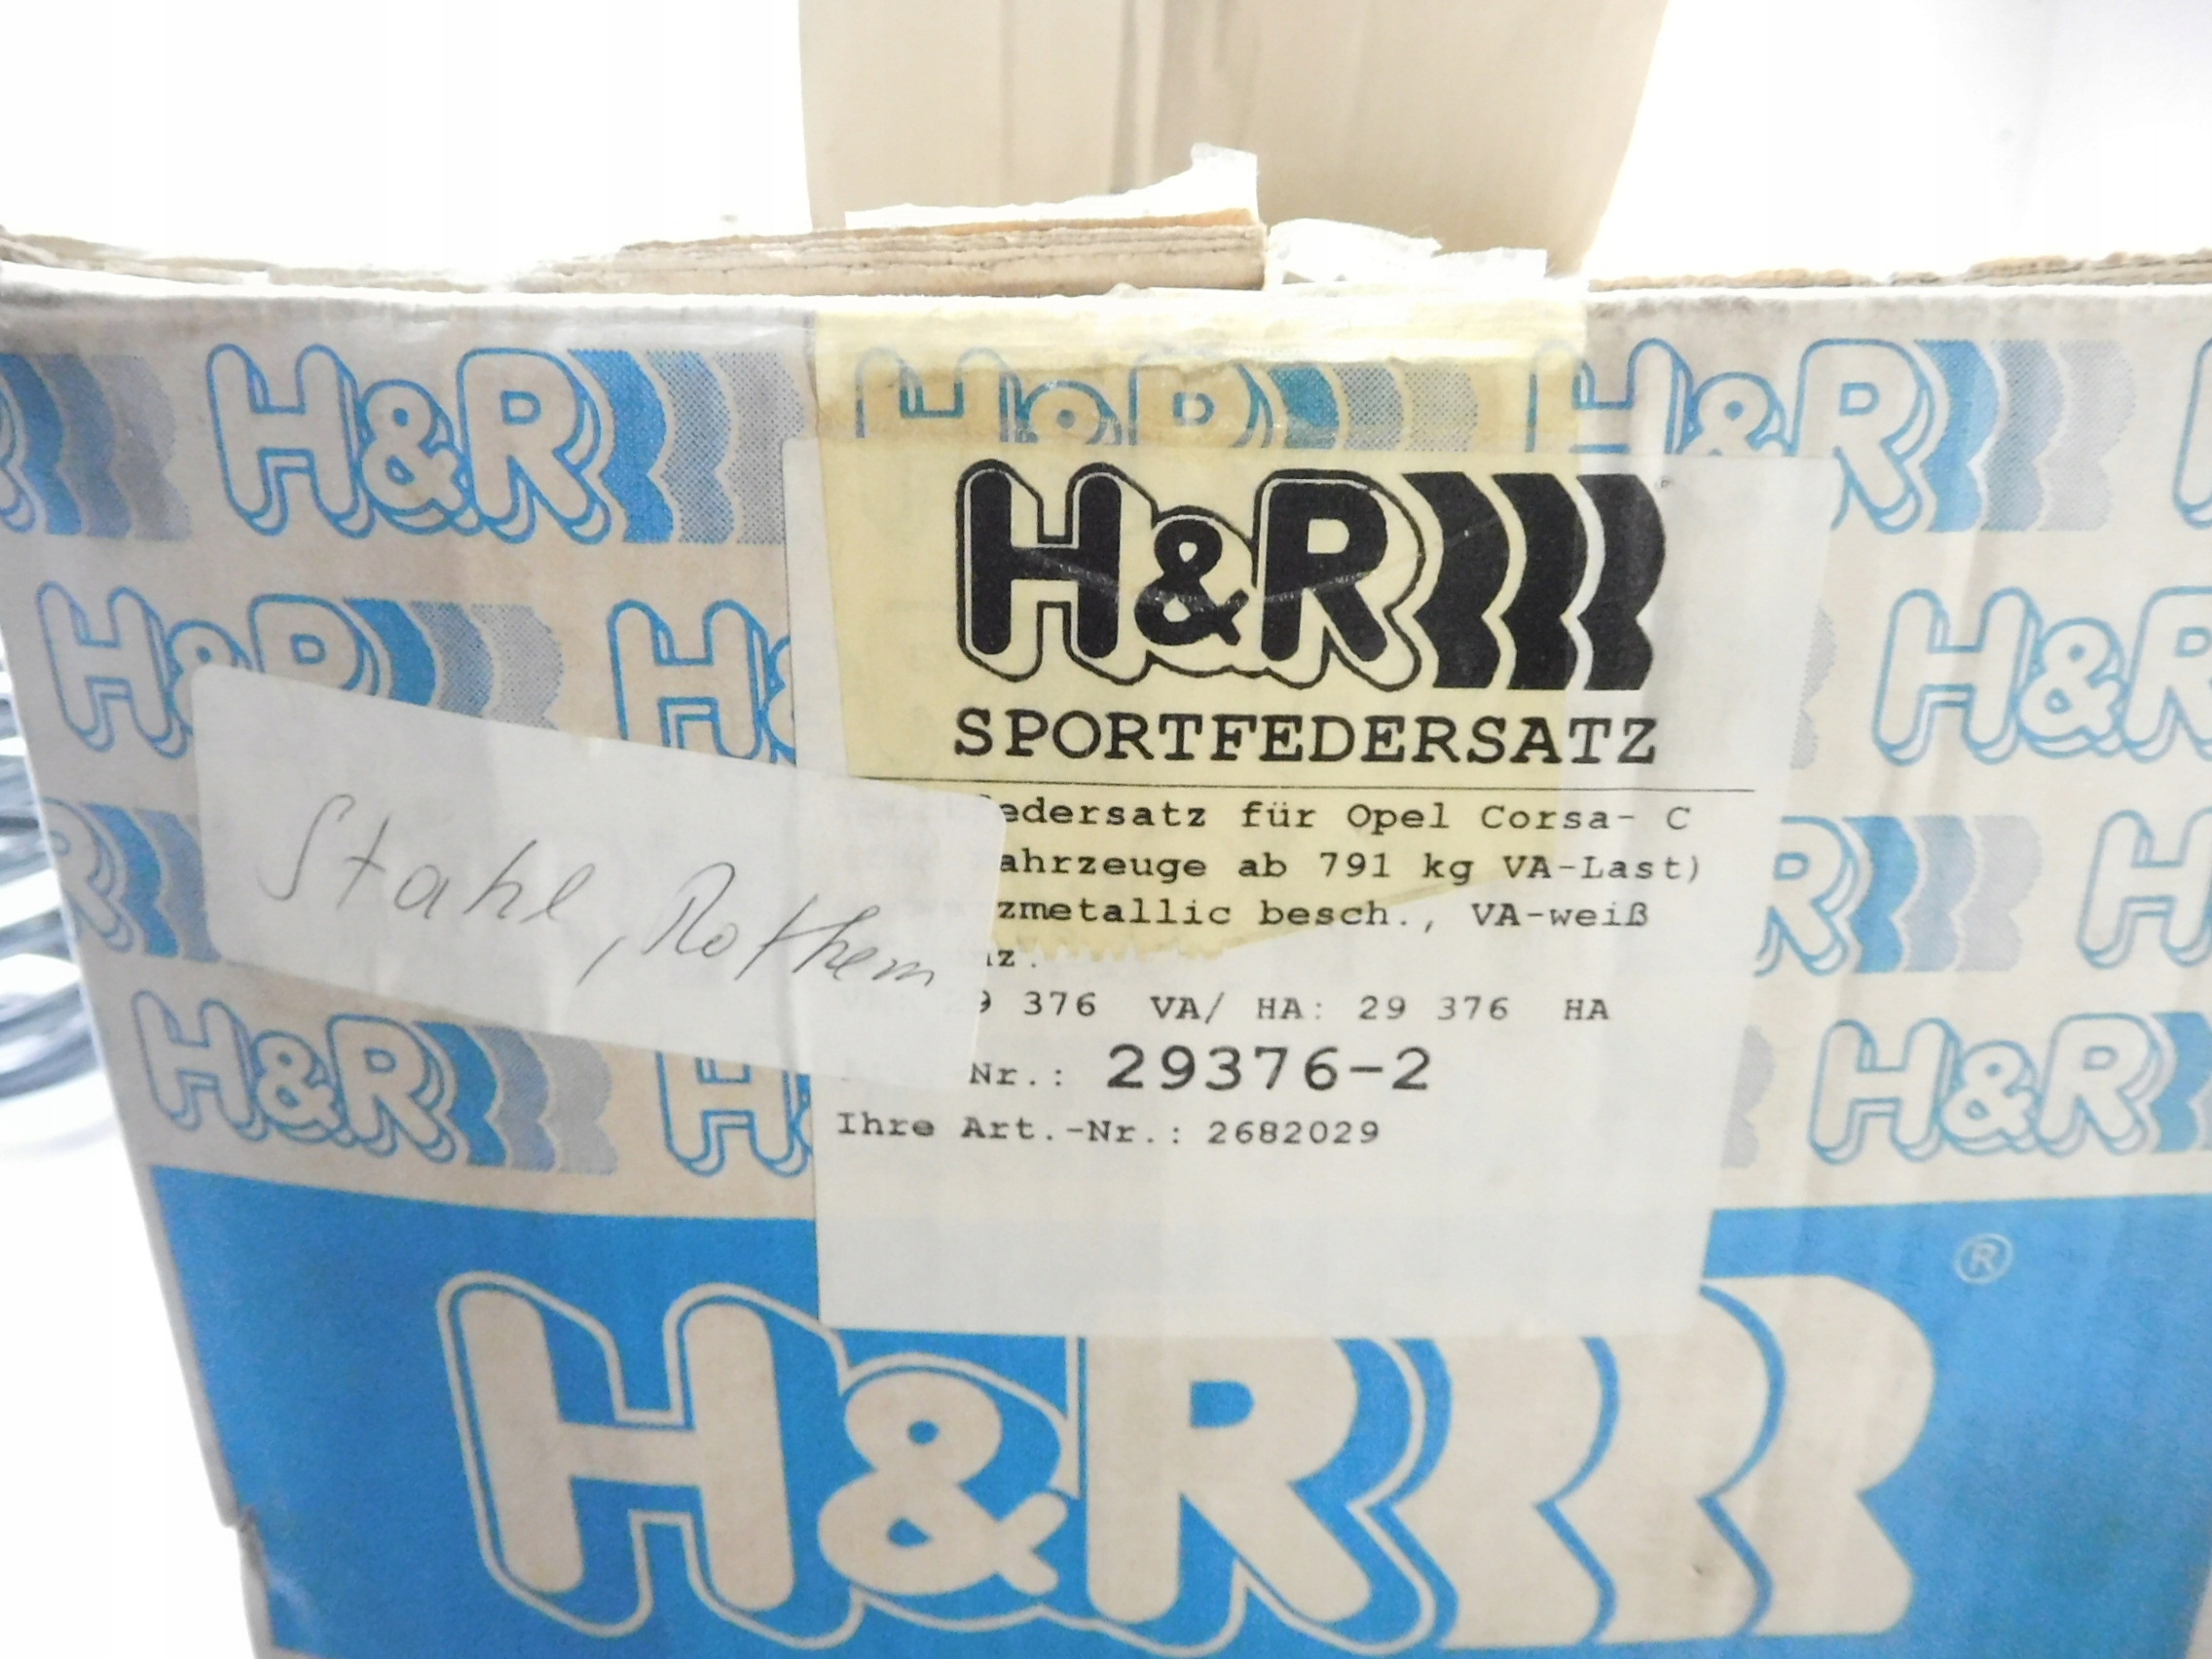 H&R H&R H&R
H&R H&R
H&R
SPORTFEDERSATZ
edersatz für Opel Corsa- C
ahrzeuge ab 791 kg VA-Last)
zmetallic besch., VA-weiß
z.
9 376 VA/ HA: 29 376 HA
Nr.: 29376-2
Ihre Art.-Nr.: 2682029
Stahl,
H&R H&R
H&R ®